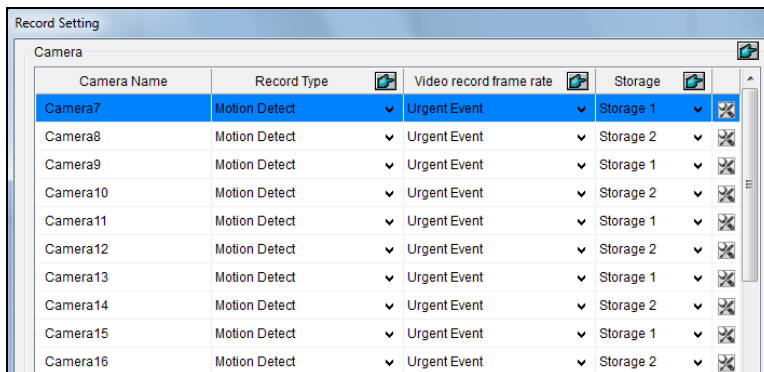 Record Setting
Camera
Camera Name Record Type Video record frame rate Storage
Camera7 Motion Detect Urgent Event Storage 1
Camera8 Motion Detect Urgent Event Storage 2
Camera9 Motion Detect Urgent Event Storage 1
Camera10 Motion Detect Urgent Event Storage 2
Camera11 Motion Detect Urgent Event Storage 1
Camera12 Motion Detect Urgent Event Storage 2
Camera13 Motion Detect Urgent Event Storage 1
Camera14 Motion Detect Urgent Event Storage 2
Camera15 Motion Detect Urgent Event Storage 1
Camera16 Motion Detect Urgent Event Storage 2